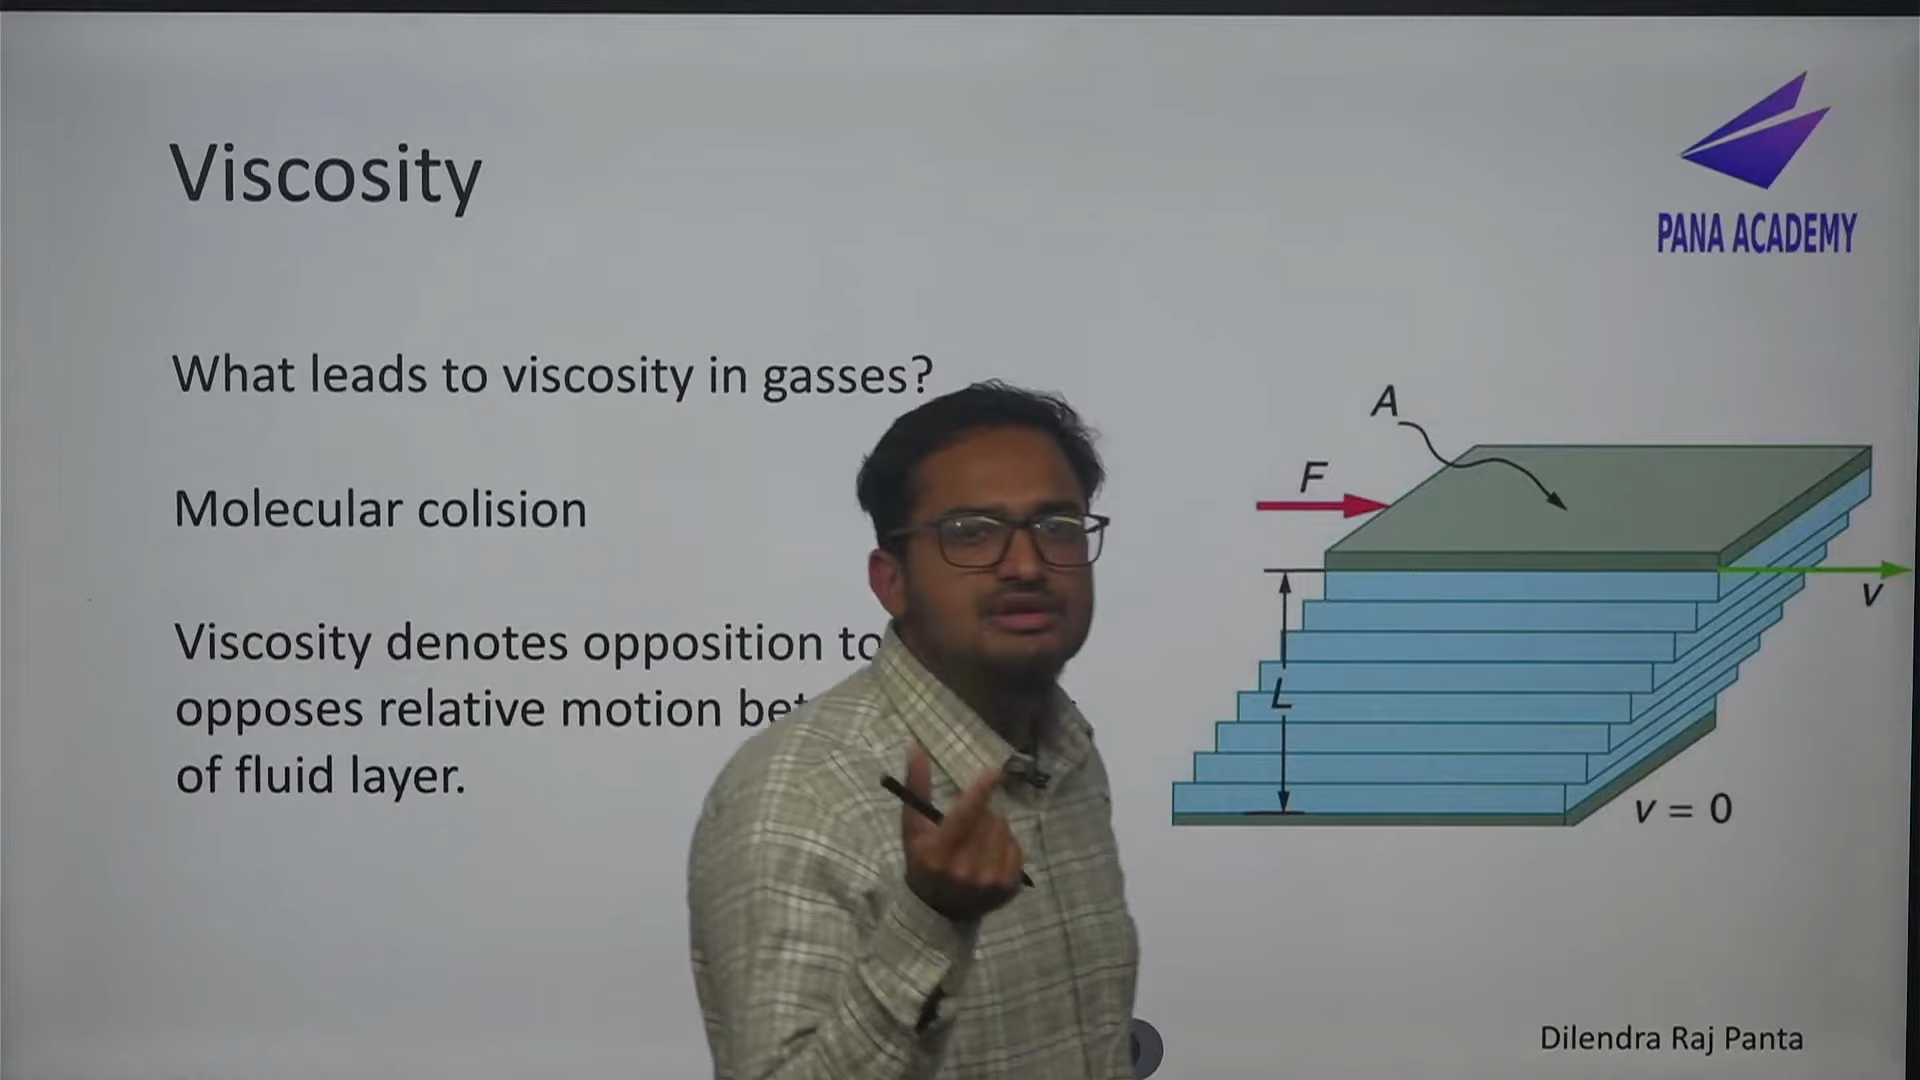 Viscosity
PANA ACADEMY
What leads to viscosity in gasses?
Molecular colision
Viscosity denotes opposition to
opposes relative motion
of fluid layer.
A
F
v
L
v = 0
Dilendra Raj Panta